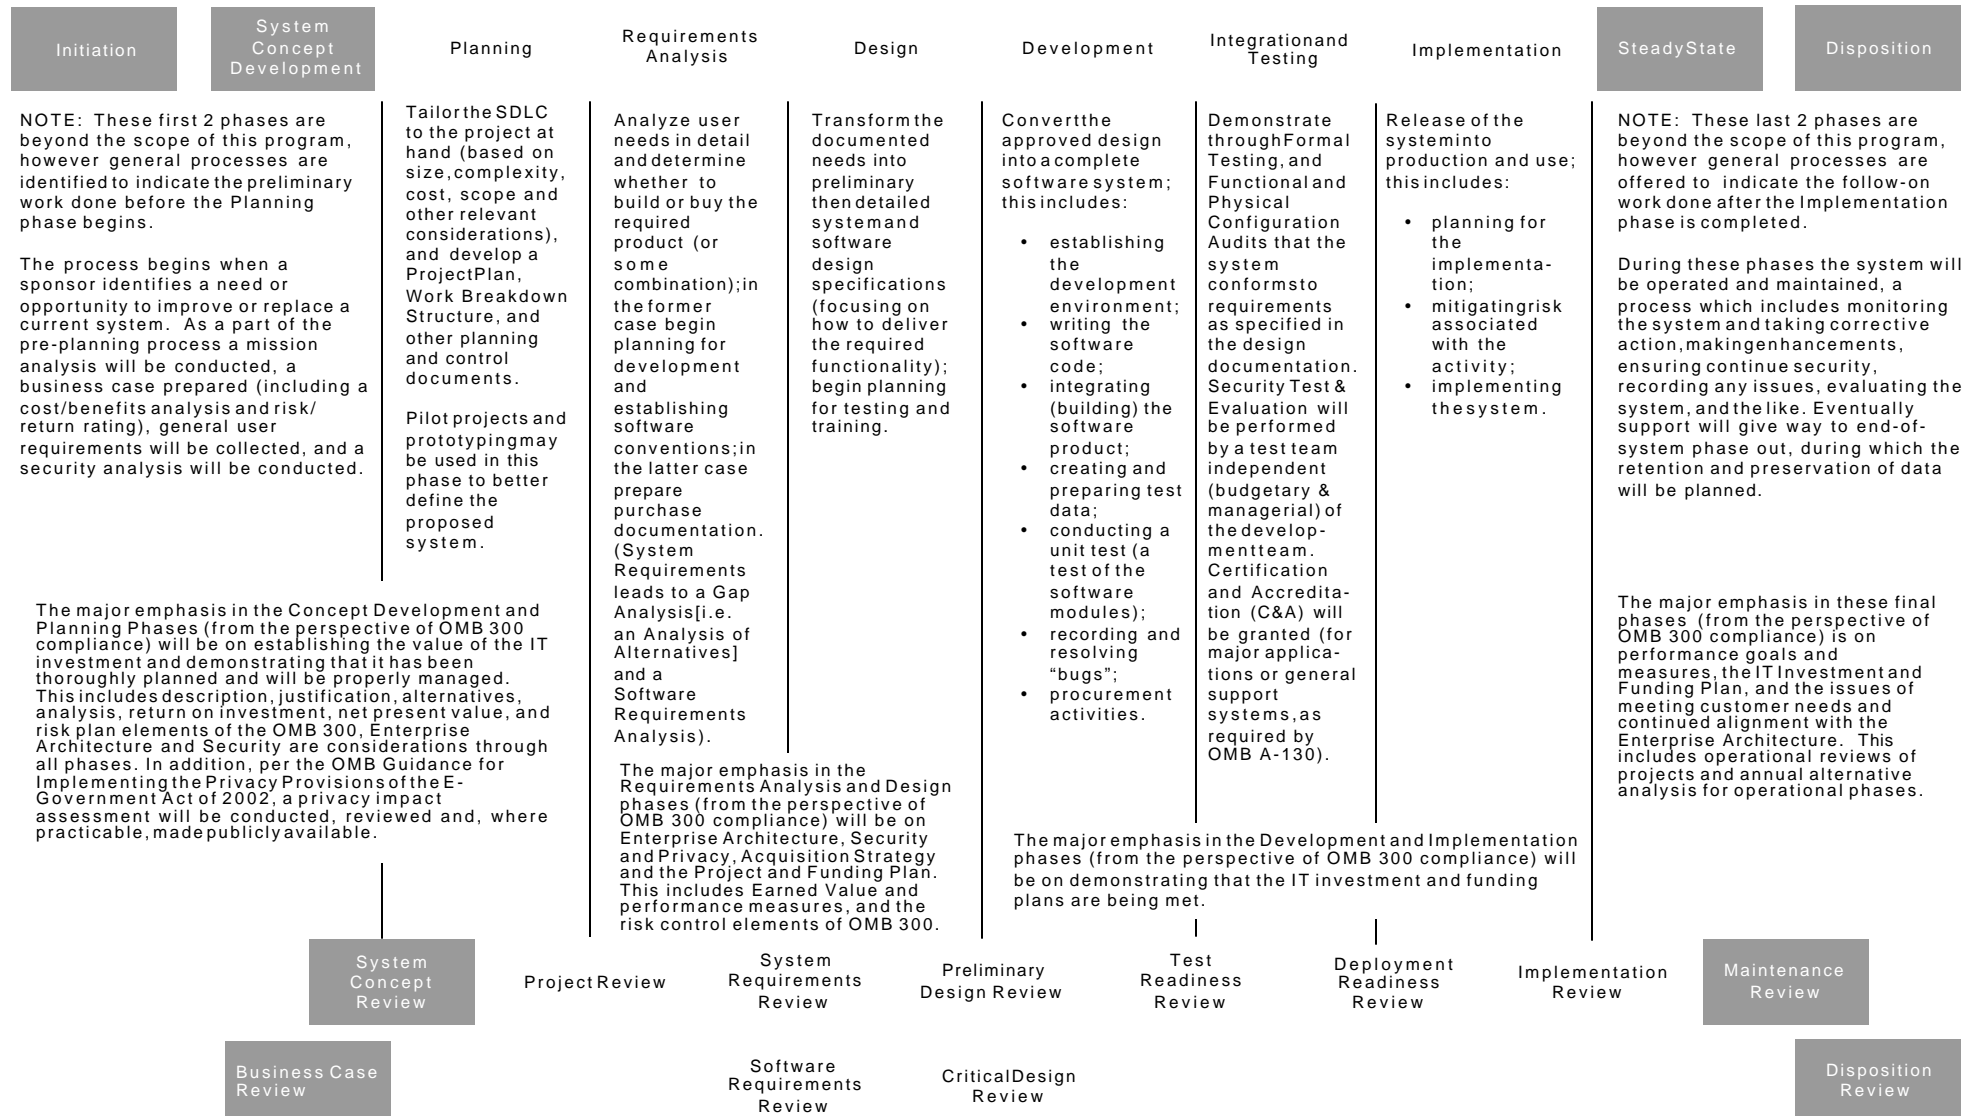 Initiation
System
Concept
Development
Planning
Requirements
Analysis
Design
Development
Integrationand
Testing
Implementation
SteadyState
Disposition
NOTE: These first 2 phases are
beyond the scope of this program,
however general processes are
identified to indicate the preliminary
work done before the Planning
phase begins.
The process begins when a
sponsor identifies a need or
opportunity to improve or replace a
current system. As a part of the
pre-planning process a mission
analysis will be conducted, a
business case prepared (including a
cost/benefits analysis and risk/
return rating), general user
requirements will be collected, and a
security analysis will be conducted.
Tailor the SDLC
to the project at
hand (based on
size, complexity,
cost, scope and
other relevant
considerations),
and develop a
ProjectPlan,
Work Breakdown
Structure, and
other planning
and control
documents.
Pilot projects and
prototyping may
be used in this
phase to better
define the
proposed
system.
Analyze user
needs in detail
and determine
whether to
build or buy the
required
product (or
some
combination); in
the former
case begin
planning for
development
and
establishing
software
conventions; in
the latter case
prepare
purchase
documentation.
(System
Requirements
leads to a Gap
Analysis[i.e.
an Analysis of
Alternatives]
and a
Software
Requirements
Analysis).
Transform the
documented
needs into
preliminary
then detailed
system and
software
design
specifications
(focusing on
how to deliver
the required
functionality);
begin planning
for testing and
training.
Convert the
approved design
into a complete
software system;
this includes:
• establishing
the
development
environment;
• writing the
software
code;
• integrating
(building) the
software
product;
• creating and
preparing test
data;
• conducting a
unit test (a
test of the
software
modules);
• recording and
resolving
“bugs”;
• procurement
activities.
Demonstrate
through Formal
Testing, and
Functional and
Physical
Configuration
Audits that the
system
conforms to
requirements
as specified in
the design
documentation.
Security Test &
Evaluation will
be performed
by a test team
independent
(budgetary &
managerial) of
the develop-
ment team.
Certification
and Accredita-
tion (C&A) will
be granted (for
major applica-
tions or general
support
systems, as
required by
OMB A-130).
Release of the
system into
production and use;
this includes:
• planning for
the
implementa-
tion;
• mitigating risk
associated
with the
activity;
• implementing
the system.
NOTE: These last 2 phases are
beyond the scope of this program,
however general processes are
offered to indicate the follow-on
work done after the Implementation
phase is completed.
During these phases the system will
be operated and maintained, a
process which includes monitoring
the system and taking corrective
action, making enhancements,
ensuring continue security,
recording any issues, evaluating the
system, and the like. Eventually
support will give way to end-of-
system phase out, during which the
retention and preservation of data
will be planned.
The major emphasis in the Concept Development and
Planning Phases (from the perspective of OMB 300
compliance) will be on establishing the value of the IT
investment and demonstrating that it has been
thoroughly planned and will be properly managed.
This includes description, justification, alternatives,
analysis, return on investment, net present value, and
risk plan elements of the OMB 300, Enterprise
Architecture and Security are considerations through
all phases. In addition, per the OMB Guidance for
Implementing the Privacy Provisions of the E-
Government Act of 2002, a privacy impact
assessment will be conducted, reviewed and, where
practicable, made publicly available.
The major emphasis in the
Requirements Analysis and Design
phases (from the perspective of
OMB 300 compliance) will be on
Enterprise Architecture, Security
and Privacy, Acquisition Strategy
and the Project and Funding Plan.
This includes Earned Value and
performance measures, and the
risk control elements of OMB 300.
The major emphasis in the Development and Implementation
phases (from the perspective of OMB 300 compliance) will
be on demonstrating that the IT investment and funding
plans are being met.
The major emphasis in these final
phases (from the perspective of
OMB 300 compliance) is on
performance goals and
measures, the IT Investment and
Funding Plan, and the issues of
meeting customer needs and
continued alignment with the
Enterprise Architecture. This
includes operational reviews of
projects and annual alternative
analysis for operational phases.
System
Concept
Review
Project Review
System
Requirements
Review
Preliminary
Design Review
Test
Readiness
Review
Deployment
Readiness
Review
Implementation
Review
Maintenance
Review
Business Case
Review
Software
Requirements
Review
CriticalDesign
Review
Disposition
Review